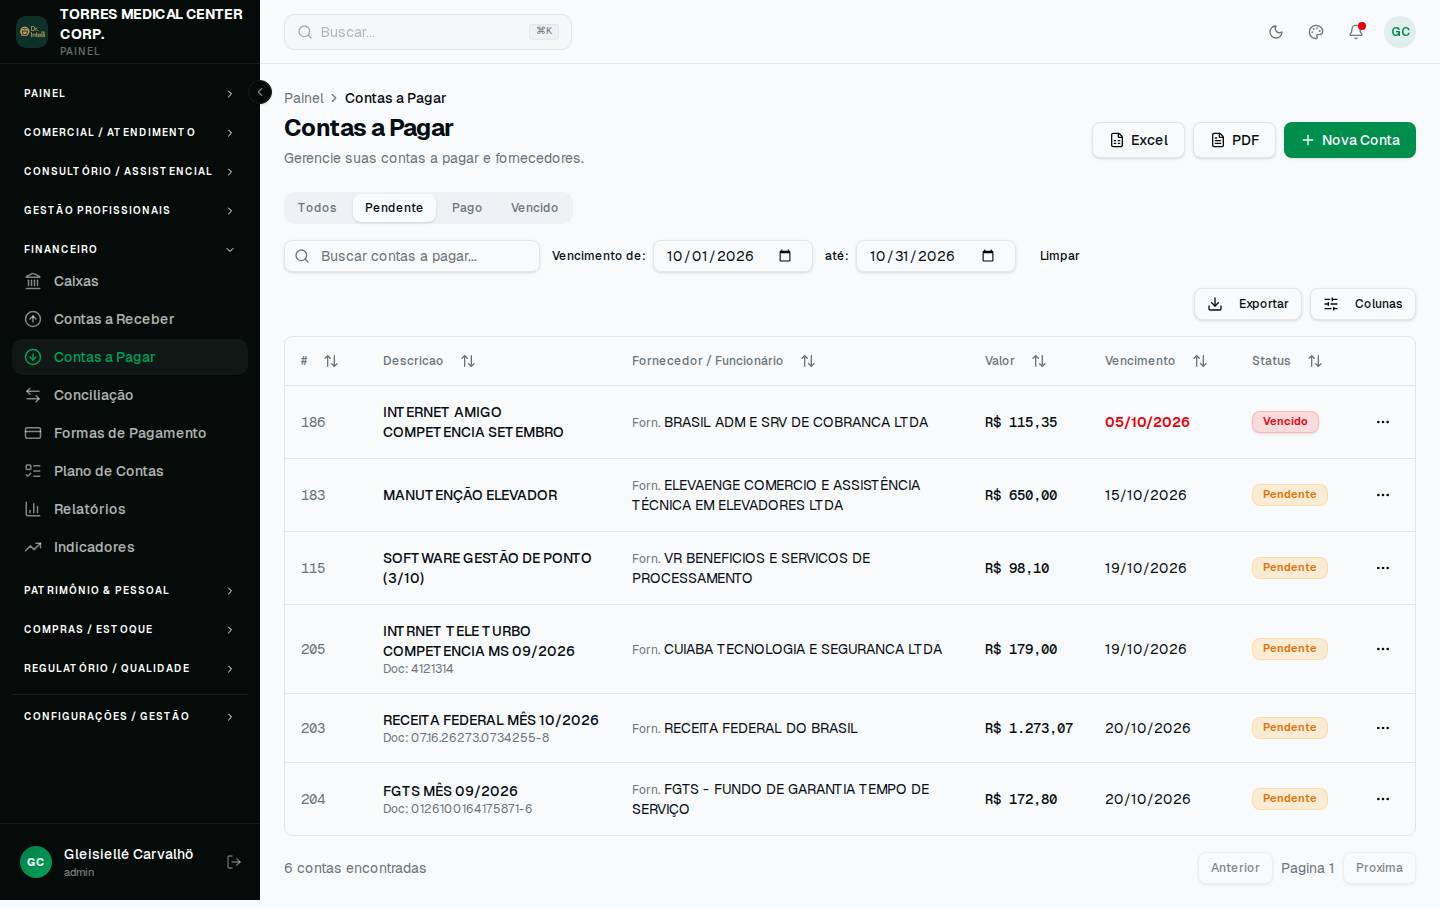 TORRES MEDICAL CENTER
CORP.
PAINEL
Buscar...
⌘K
GC
PAINEL
COMERCIAL / ATENDIMENTO
CONSULTÓRIO / ASSISTENCIAL
GESTÃO PROFISSIONAIS
FINANCEIRO
Caixas
Contas a Receber
Contas a Pagar
Conciliação
Formas de Pagamento
Plano de Contas
Relatórios
Indicadores
PATRIMÔNIO & PESSOAL
COMPRAS / ESTOQUE
REGULATÓRIO / QUALIDADE
CONFIGURAÇÕES / GESTÃO
GC
Gleisiellé Carvalhö
admin
Painel > Contas a Pagar
Contas a Pagar
Gerencie suas contas a pagar e fornecedores.
Excel
PDF
+ Nova Conta
Todos Pendente Pago Vencido
Buscar contas a pagar...
Vencimento de: 10/01/2026 até: 10/31/2026 Limpar
Exportar Colunas
# Descricao Fornecedor / Funcionário Valor Vencimento Status
186 INTERNET AMIGO
COMPETENCIA SETEMBRO
Forn. BRASIL ADM E SRV DE COBRANCA LTDA R$ 115,35 05/10/2026 Vencido
183 MANUTENÇÃO ELEVADOR
Forn. ELEVAENGE COMERCIO E ASSISTÊNCIA
TÉCNICA EM ELEVADORES LTDA
R$ 650,00 15/10/2026 Pendente
115 SOFTWARE GESTÃO DE PONTO
(3/10)
Forn. VR BENEFICIOS E SERVICOS DE
PROCESSAMENTO
R$ 98,10 19/10/2026 Pendente
205 INTRNET TELETURBO
COMPETENCIA MS 09/2026
Doc: 4121314
Forn. CUIABA TECNOLOGIA E SEGURANCA LTDA R$ 179,00 19/10/2026 Pendente
203 RECEITA FEDERAL MÊS 10/2026
Doc: 07.16.26273.0734255-8
Forn. RECEITA FEDERAL DO BRASIL R$ 1.273,07 20/10/2026 Pendente
204 FGTS MÊS 09/2026
Doc: 0126100164175871-6
Forn. FGTS - FUNDO DE GARANTIA TEMPO DE
SERVIÇO
R$ 172,80 20/10/2026 Pendente
6 contas encontradas
Anterior Pagina 1 Proxima